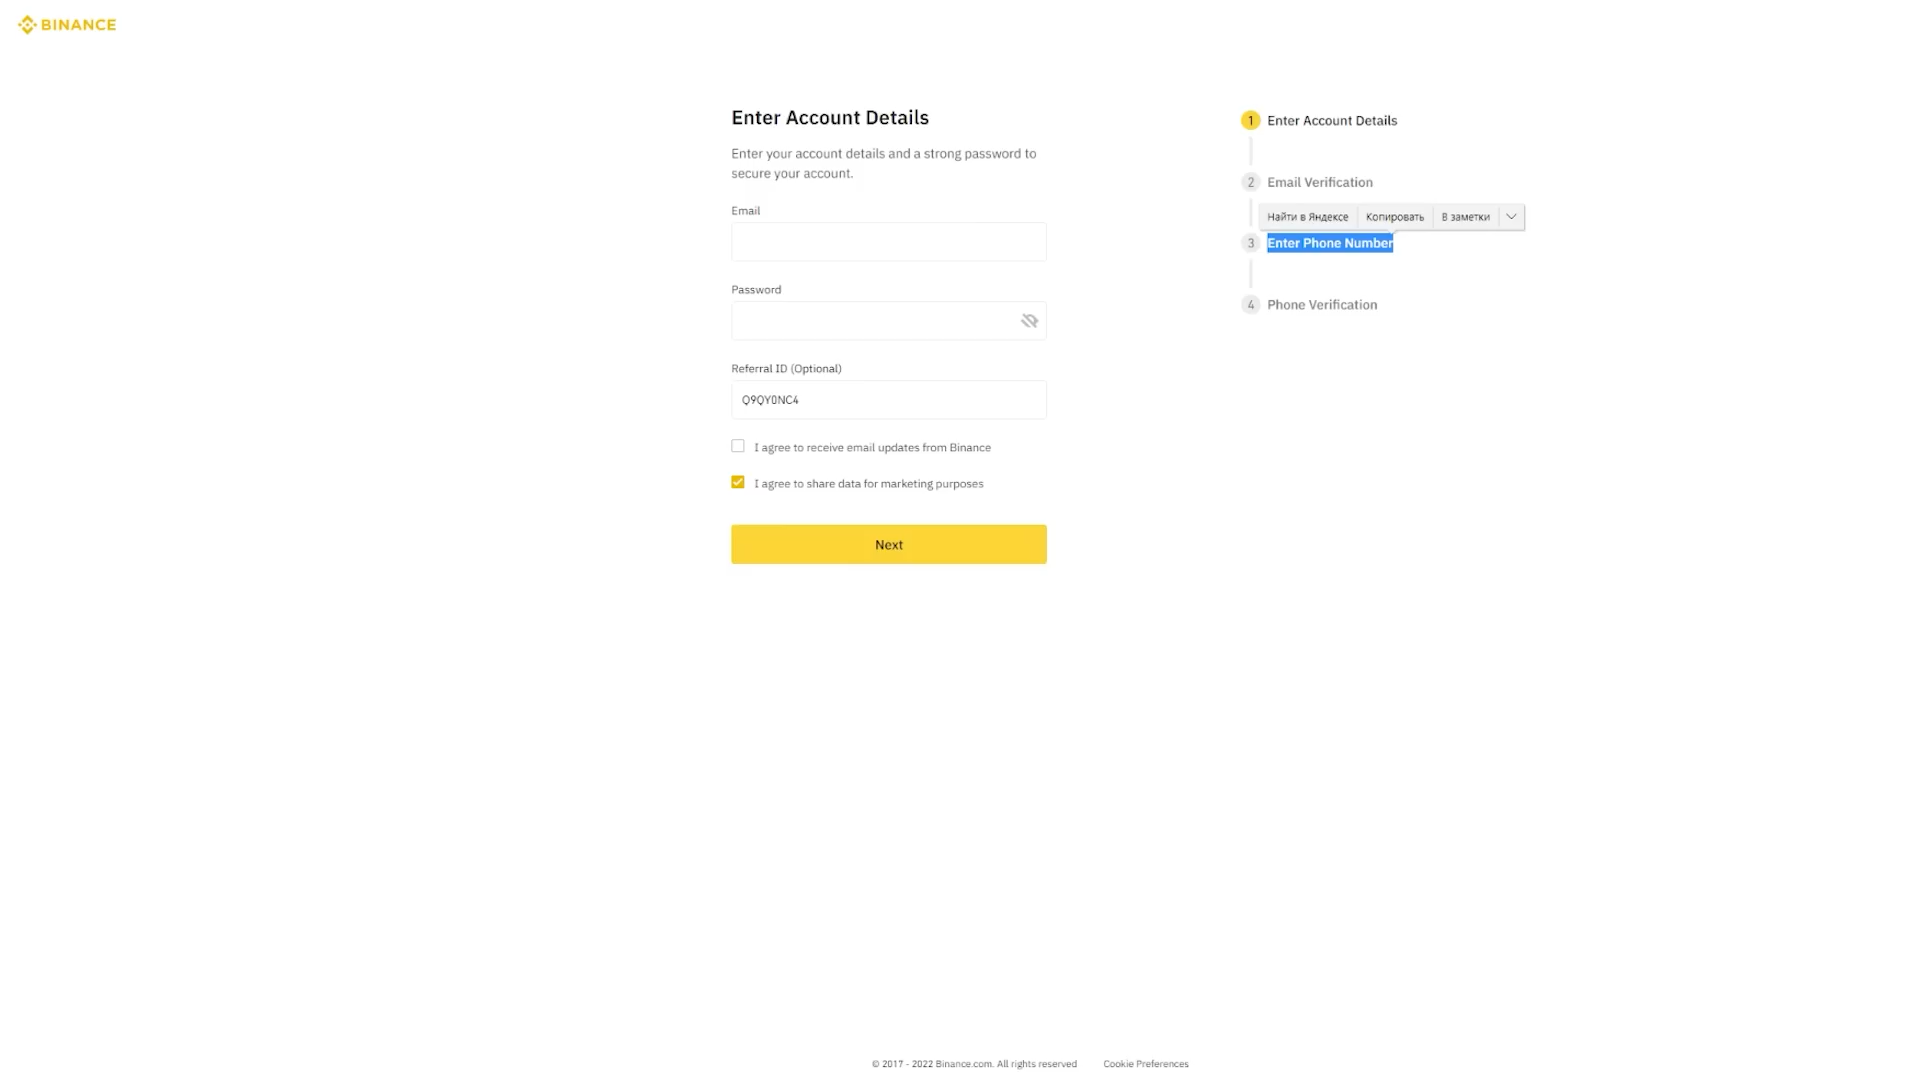 BINANCE
Enter Account Details
Enter your account details and a strong password to
secure your account.
Email
Password
Referral ID (Optional)
Q9QY0NC4
I agree to receive email updates from Binance
I agree to share data for marketing purposes
Next
1 Enter Account Details
2 Email Verification
Найти в Яндексе Копировать В заметки
3 Enter Phone Number
4 Phone Verification
© 2017 - 2022 Binance.com. All rights reserved Cookie Preferences